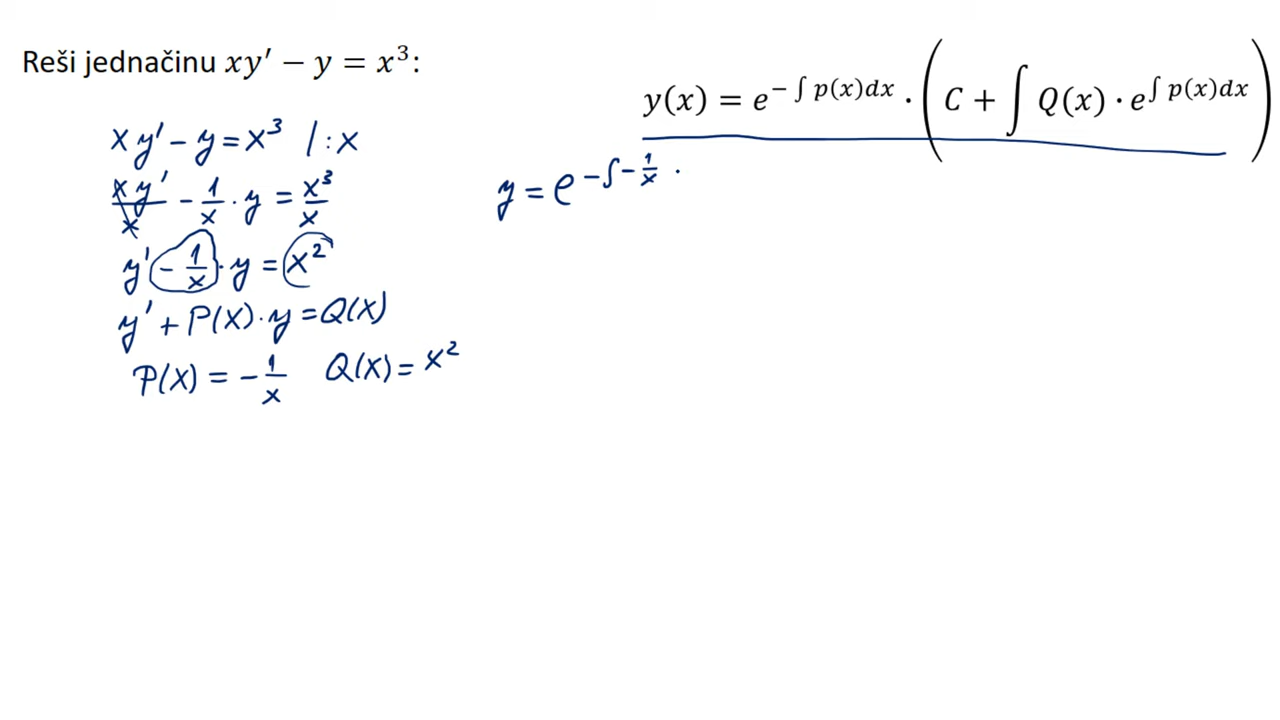 Reši jednačinu xy′ − y = x³:
y(x) = e^{−∫ p(x)dx} · (C + ∫ Q(x) · e^{∫ p(x)dx})
xy' − y = x³ /:x
xy'/x − 1/x · y = x³/x
y' − 1/x · y = x²
y' + P(x) · y = Q(x)
P(x) = − 1/x Q(x) = x²
y = e^{−∫ − 1/x} ·